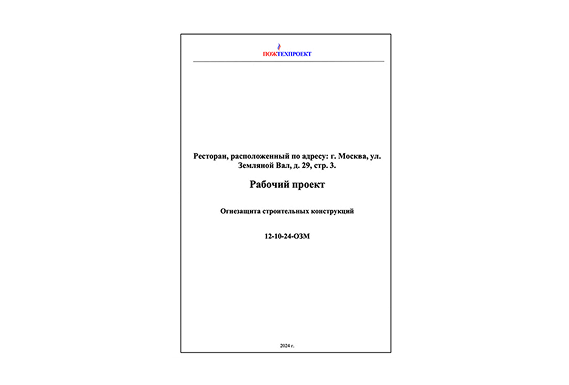 ПОЖТЕХПРОЕКТ
Ресторан, расположенный по адресу: г. Москва, ул.
Земляной Вал, д. 29, стр. 3.
Рабочий проект
Огнезащита строительных конструкций
12-10-24-ОЗМ
2024 г.